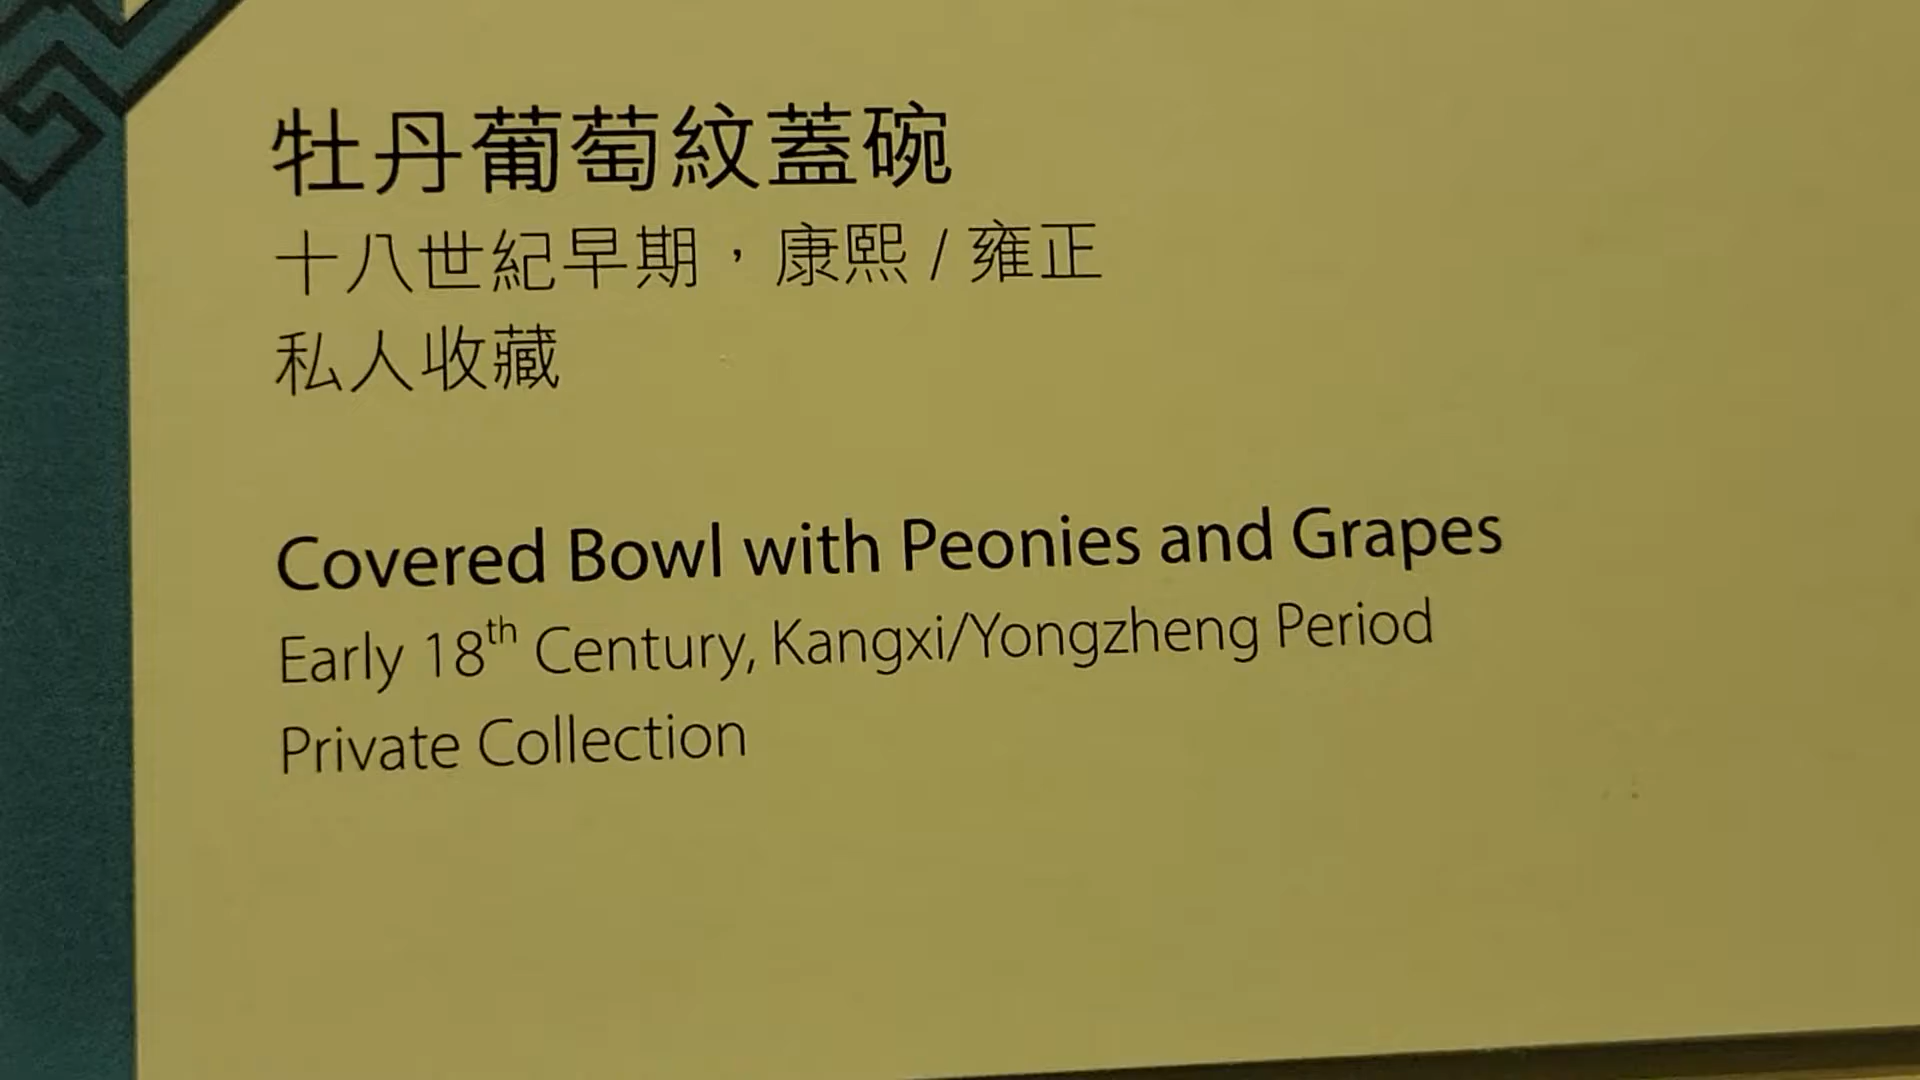 牡丹葡萄紋蓋碗
十八世紀早期，康熙 / 雍正
私人收藏
Covered Bowl with Peonies and Grapes
Early 18th Century, Kangxi/Yongzheng Period
Private Collection